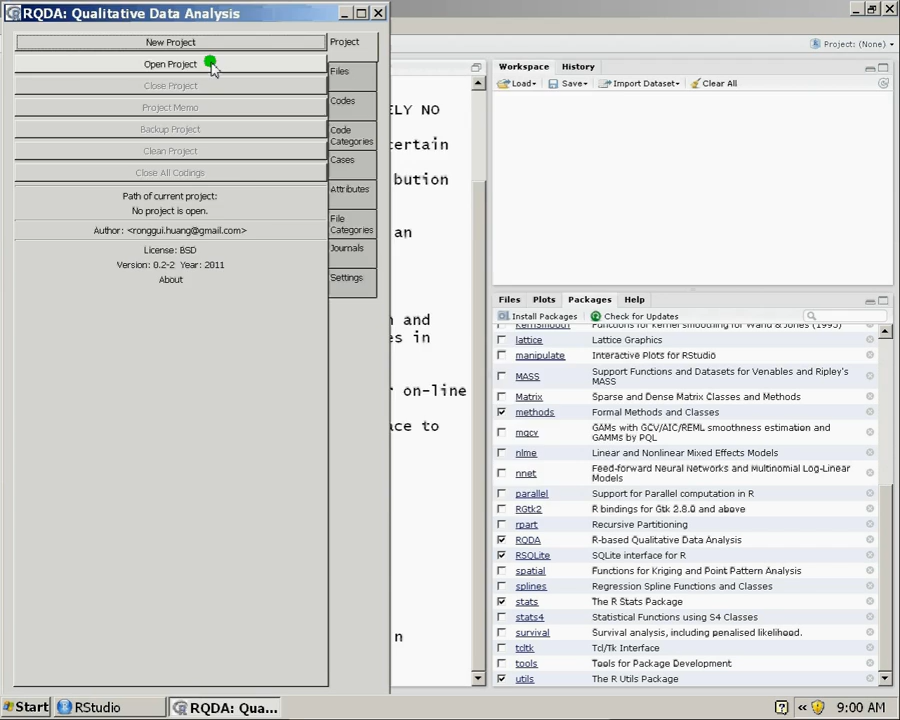 RQDA: Qualitative Data Analysis
New Project
Open Project
Close Project
Project Memo
Backup Project
Clean Project
Close All Codings
Path of current project:
No project is open.
Author: <ronggui.huang@gmail.com>
License: BSD
Version: 0.2-2 Year: 2011
About
Project
Files
Codes
Code
Categories
Cases
Attributes
File
Categories
Journals
Settings
ELY NO
ertain
bution
an
n and
es in
r on-line
ace to
n
Project: (None)
Workspace History
Load Save Import Dataset Clear All
Files Plots Packages Help
Install Packages Check for Updates
KernSmooth Functions for kernel smoothing for Wand & Jones (1995)
lattice Lattice Graphics
manipulate Interactive Plots for RStudio
MASS Support Functions and Datasets for Venables and Ripley's
MASS
Matrix Sparse and Dense Matrix Classes and Methods
methods Formal Methods and Classes
mgcv GAMs with GCV/AIC/REML smoothness estimation and
GAMMs by PQL
nlme Linear and Nonlinear Mixed Effects Models
nnet Feed-forward Neural Networks and Multinomial Log-Linear
Models
parallel Support for Parallel computation in R
RGtk2 R bindings for Gtk 2.8.0 and above
rpart Recursive Partitioning
RQDA R-based Qualitative Data Analysis
RSQLite SQLite interface for R
spatial Functions for Kriging and Point Pattern Analysis
splines Regression Spline Functions and Classes
stats The R Stats Package
stats4 Statistical Functions using S4 Classes
survival Survival analysis, including penalised likelihood.
tcltk Tcl/Tk Interface
tools Tools for Package Development
utils The R Utils Package
Start RStudio RQDA: Qua... 9:00 AM